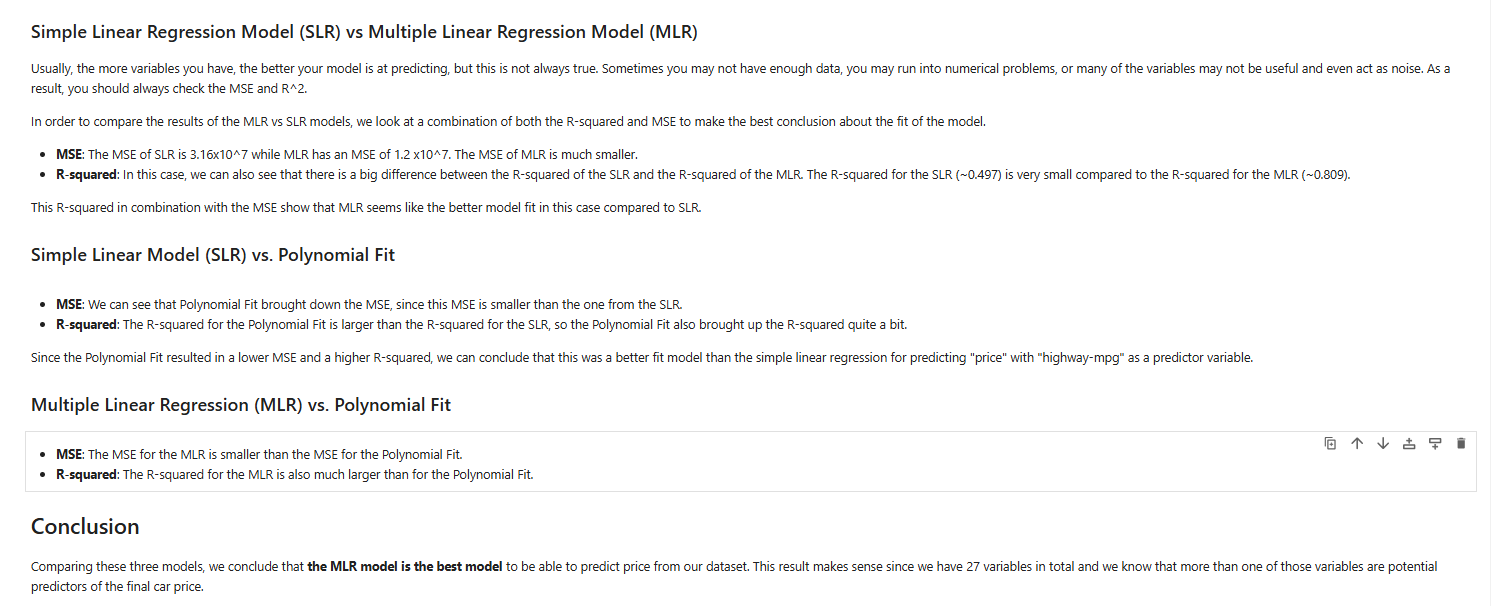 Simple Linear Regression Model (SLR) vs Multiple Linear Regression Model (MLR)
Usually, the more variables you have, the better your model is at predicting, but this is not always true. Sometimes you may not have enough data, you may run into numerical problems, or many of the variables may not be useful and even act as noise. As a
result, you should always check the MSE and R^2.
In order to compare the results of the MLR vs SLR models, we look at a combination of both the R-squared and MSE to make the best conclusion about the fit of the model.
• MSE: The MSE of SLR is 3.16x10^7 while MLR has an MSE of 1.2 x10^7. The MSE of MLR is much smaller.
• R-squared: In this case, we can also see that there is a big difference between the R-squared of the SLR and the R-squared of the MLR. The R-squared for the SLR (~0.497) is very small compared to the R-squared for the MLR (~0.809).
This R-squared in combination with the MSE show that MLR seems like the better model fit in this case compared to SLR.
Simple Linear Model (SLR) vs. Polynomial Fit
• MSE: We can see that Polynomial Fit brought down the MSE, since this MSE is smaller than the one from the SLR.
• R-squared: The R-squared for the Polynomial Fit is larger than the R-squared for the SLR, so the Polynomial Fit also brought up the R-squared quite a bit.
Since the Polynomial Fit resulted in a lower MSE and a higher R-squared, we can conclude that this was a better fit model than the simple linear regression for predicting "price" with "highway-mpg" as a predictor variable.
Multiple Linear Regression (MLR) vs. Polynomial Fit
• MSE: The MSE for the MLR is smaller than the MSE for the Polynomial Fit.
• R-squared: The R-squared for the MLR is also much larger than for the Polynomial Fit.
Conclusion
Comparing these three models, we conclude that the MLR model is the best model to be able to predict price from our dataset. This result makes sense since we have 27 variables in total and we know that more than one of those variables are potential
predictors of the final car price.